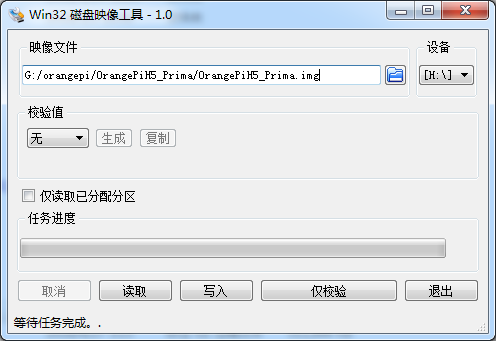 Win32 磁盘映像工具 - 1.0
映像文件
设备
G:/orangepi/OrangePiH5_Prima/OrangePiH5_Prima.img
[H:\]
校验值
无
生成
复制
仅读取已分配分区
任务进度
取消
读取
写入
仅校验
退出
等待任务完成。.